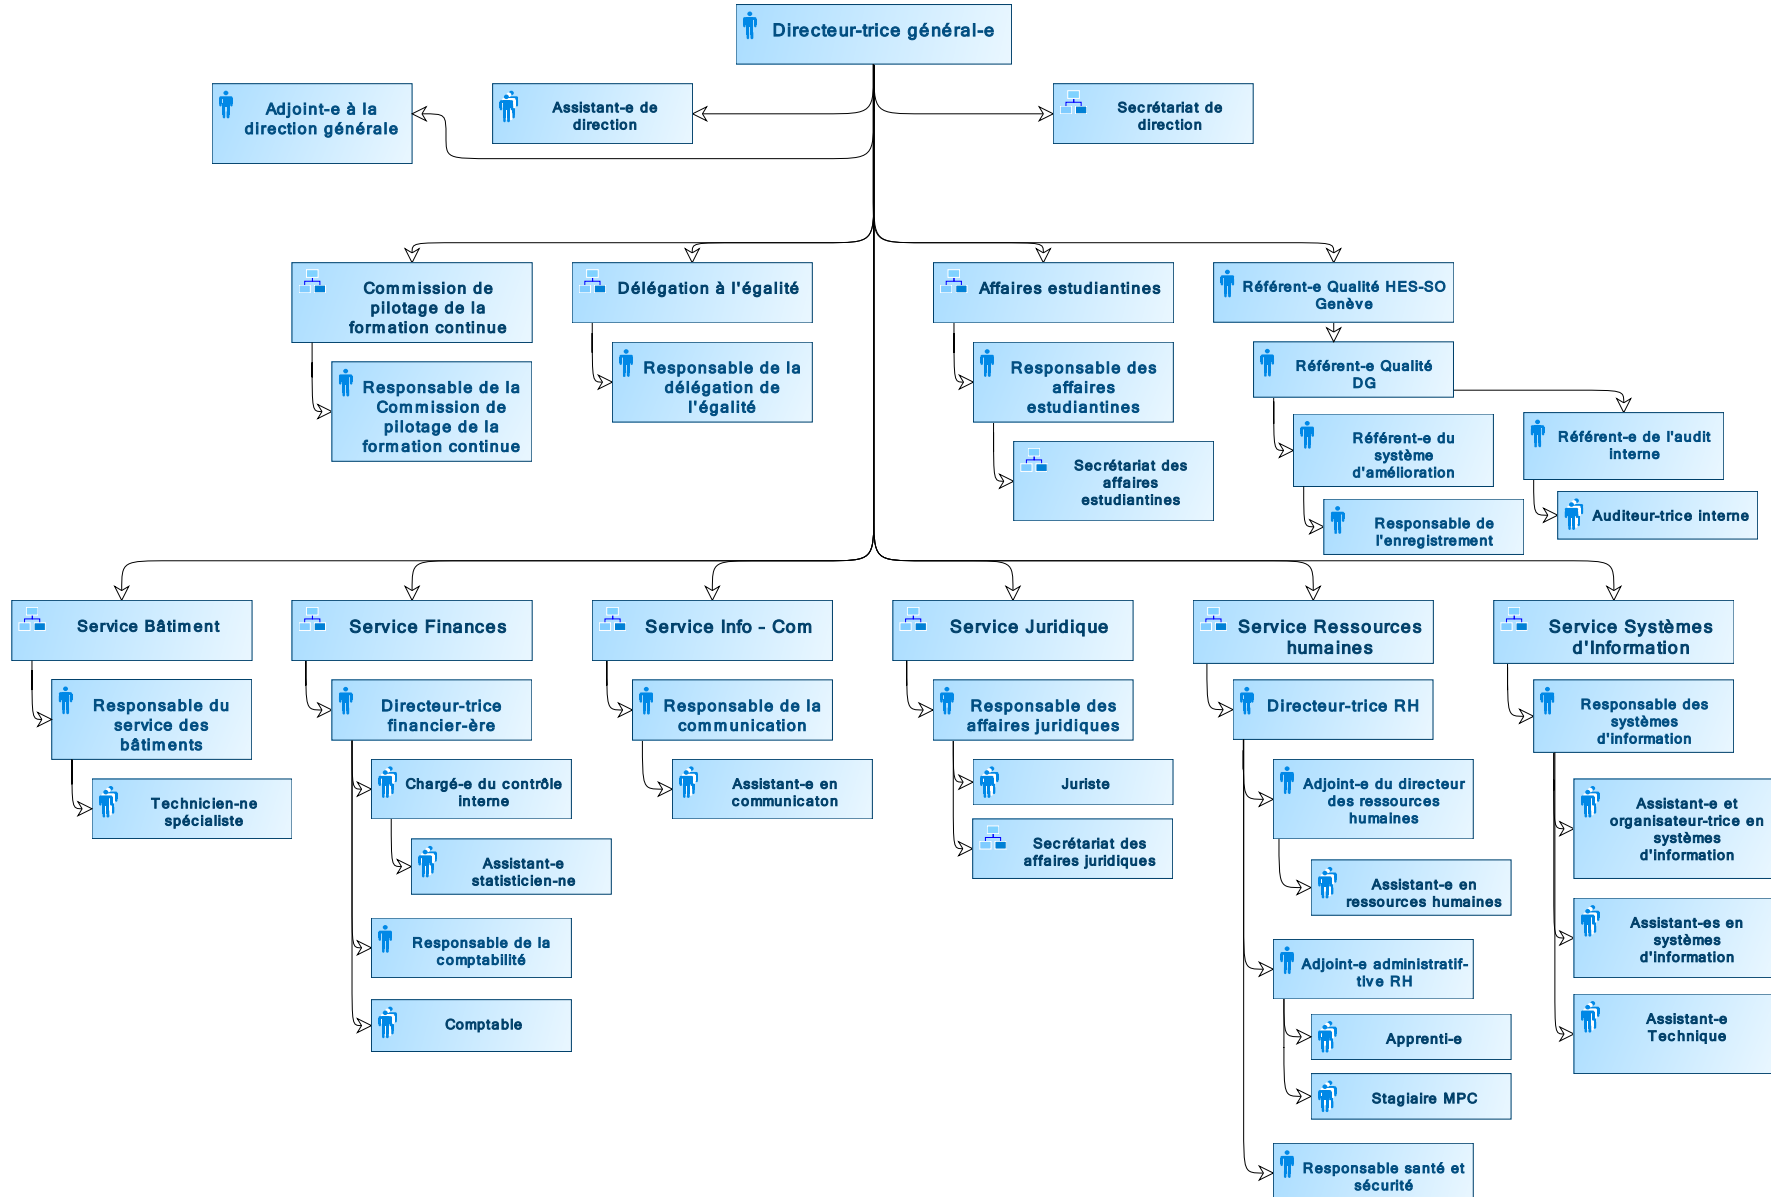 Directeur-trice général-e
Adjoint-e à la
direction générale
Assistant-e de
direction
Secrétariat de
direction
Commission de
pilotage de la
formation continue
Responsable de la
Commission de
pilotage de la
formation continue
Délégation à l'égalité
Responsable de la
délégation de
l'égalité
Affaires estudiantines
Responsable des
affaires
estudiantines
Secrétariat des
affaires
estudiantines
Référent-e Qualité HES-SO
Genève
Référent-e Qualité
DG
Référent-e du
système
d'amélioration
Responsable de
l'enregistrement
Référent-e de l'audit
interne
Auditeur-trice interne
Service Bâtiment
Responsable du
service des
bâtiments
Technicien-ne
spécialiste
Service Finances
Directeur-trice
financier-ère
Chargé-e du contrôle
interne
Assistant-e
statisticien-ne
Responsable de la
comptabilité
Comptable
Service Info - Com
Responsable de la
communication
Assistant-e en
communicaton
Service Juridique
Responsable des
affaires juridiques
Juriste
Secrétariat des
affaires juridiques
Service Ressources
humaines
Directeur-trice RH
Adjoint-e du directeur
des ressources
humaines
Assistant-e en
ressources humaines
Adjoint-e administratif-
tive RH
Apprenti-e
Stagiaire MPC
Responsable santé et
sécurité
Service Systèmes
d'Information
Responsable des
systèmes
d'information
Assistant-e et
organisateur-trice en
systèmes
d'information
Assistant-es en
systèmes
d'information
Assistant-e
Technique